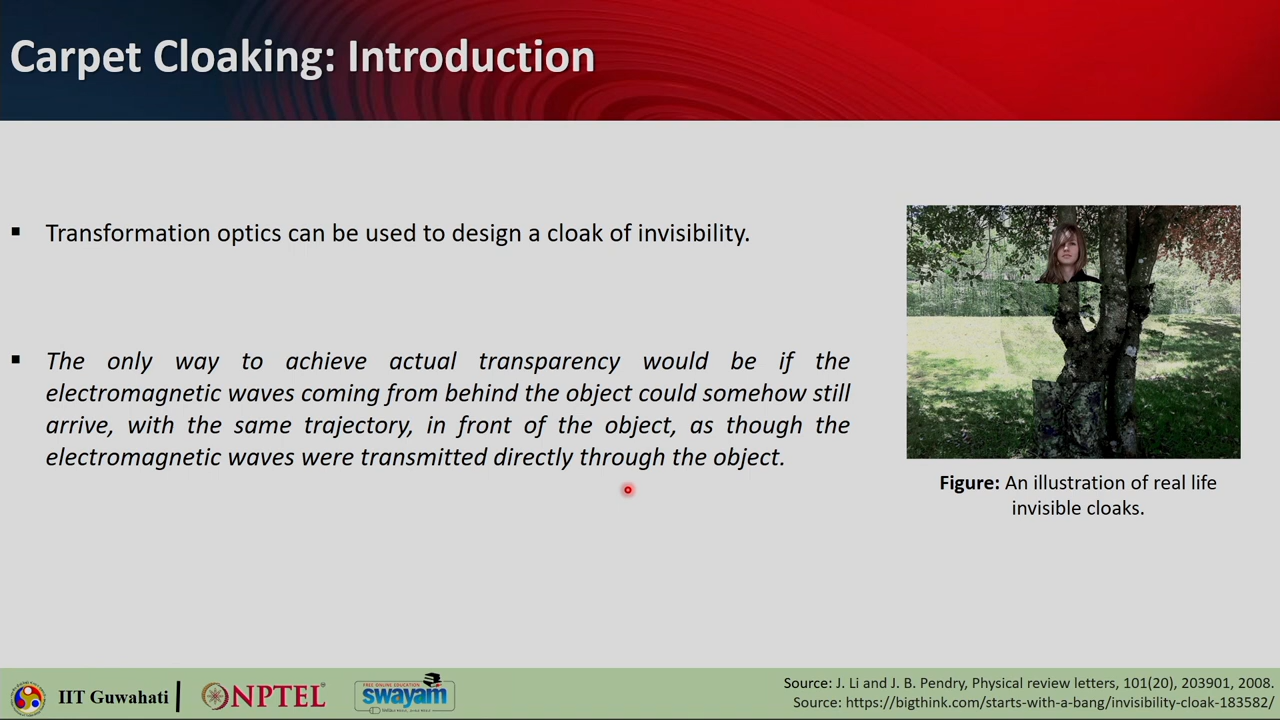 Carpet Cloaking: Introduction
▪ Transformation optics can be used to design a cloak of invisibility.
▪ The only way to achieve actual transparency would be if the
electromagnetic waves coming from behind the object could somehow still
arrive, with the same trajectory, in front of the object, as though the
electromagnetic waves were transmitted directly through the object.
Figure: An illustration of real life
invisible cloaks.
IIT Guwahati
NPTEL
FREE ONLINE EDUCATION
swayam
Source: J. Li and J. B. Pendry, Physical review letters, 101(20), 203901, 2008.
Source: https://bigthink.com/starts-with-a-bang/invisibility-cloak-183582/